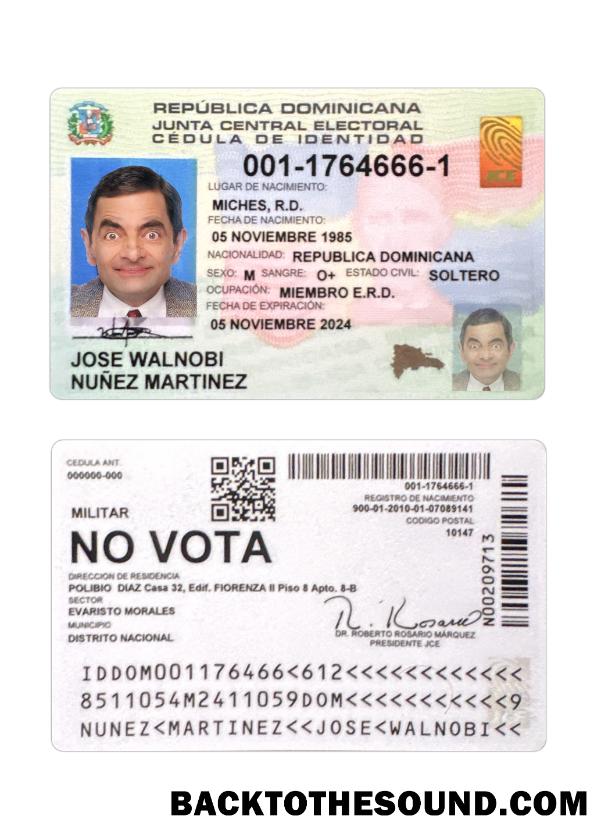 REPÚBLICA DOMINICANA
JUNTA CENTRAL ELECTORAL
CÉDULA DE IDENTIDAD
001-1764666-1
LUGAR DE NACIMIENTO:
MICHES, R.D.
FECHA DE NACIMIENTO:
05 NOVIEMBRE 1985
NACIONALIDAD: REPUBLICA DOMINICANA
SEXO: M SANGRE: O+ ESTADO CIVIL: SOLTERO
OCUPACIÓN: MIEMBRO E.R.D.
FECHA DE EXPIRACIÓN:
05 NOVIEMBRE 2024
JOSE WALNOBI
NUÑEZ MARTINEZ
JCE
CEDULA ANT.
000000-000
MILITAR
NO VOTA
001-1764666-1
REGISTRO DE NACIMIENTO
900-01-2010-01-07089141
CODIGO POSTAL
10147
N00209713
DIRECCION DE RESIDENCIA
POLIBIO DIAZ Casa 32, Edif. FIORENZA II Piso 8 Apto. 8-B
SECTOR
EVARISTO MORALES
MUNICIPIO
DISTRITO NACIONAL
R. Rosario
DR. ROBERTO ROSARIO MÁRQUEZ
PRESIDENTE JCE
IDDOM001176466<612<<<<<<<<<<<<
8511054M2411059DOM<<<<<<<<<<<9
NUNEZ<MARTINEZ<<JOSE<WALNOBI<<
BACKTOTHESOUND.COM